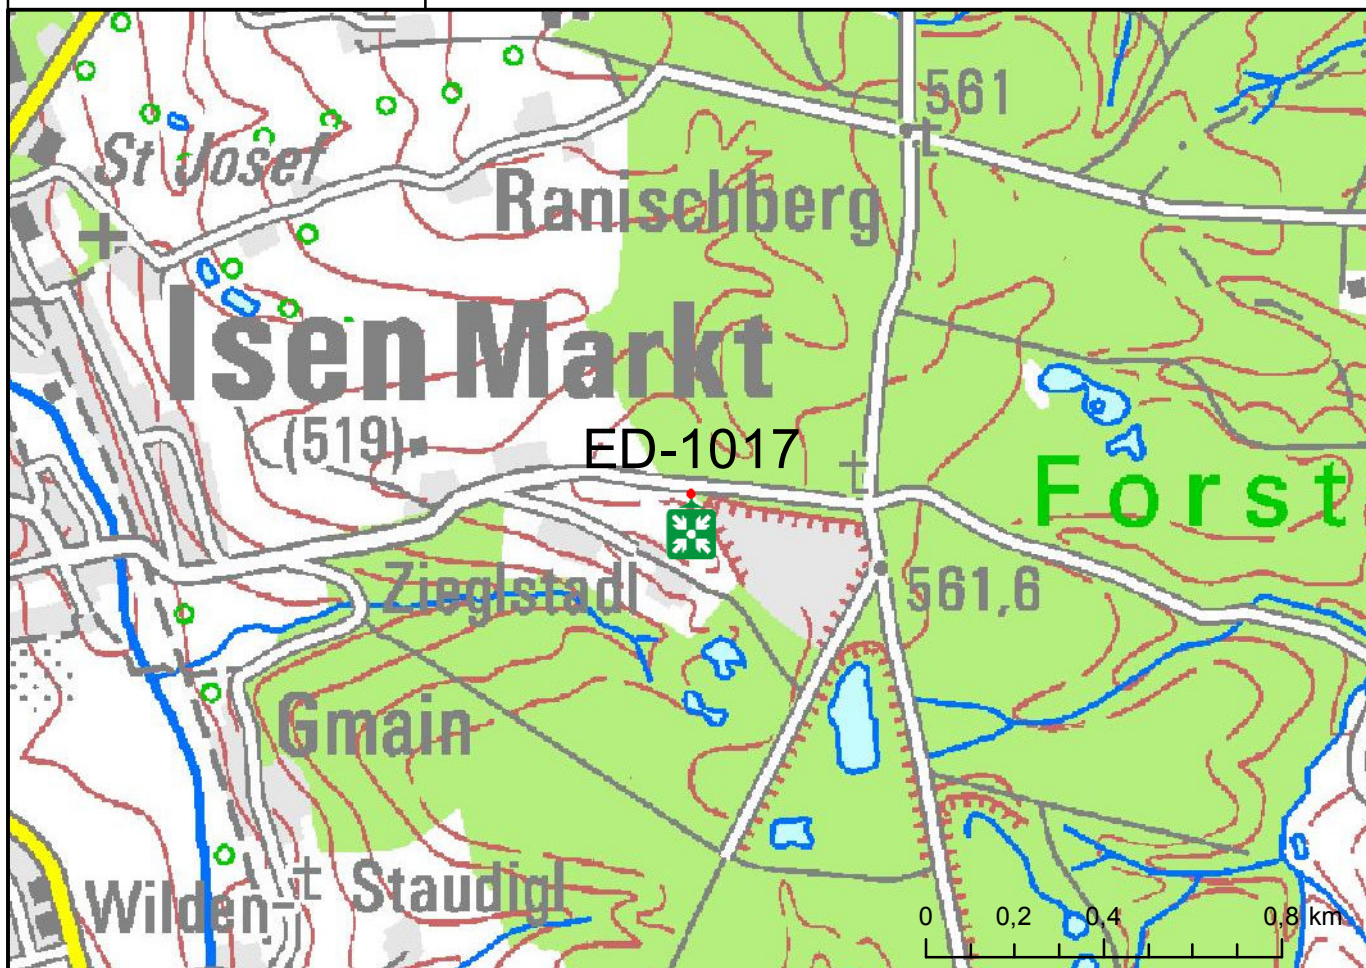 561
St Josef
Ranischberg
Isen Markt
(519)
ED-1017
Forst
Zieglstadl
561,6
Gmain
Wilden-
Staudigl
0 0,2 0,4 0,8 km